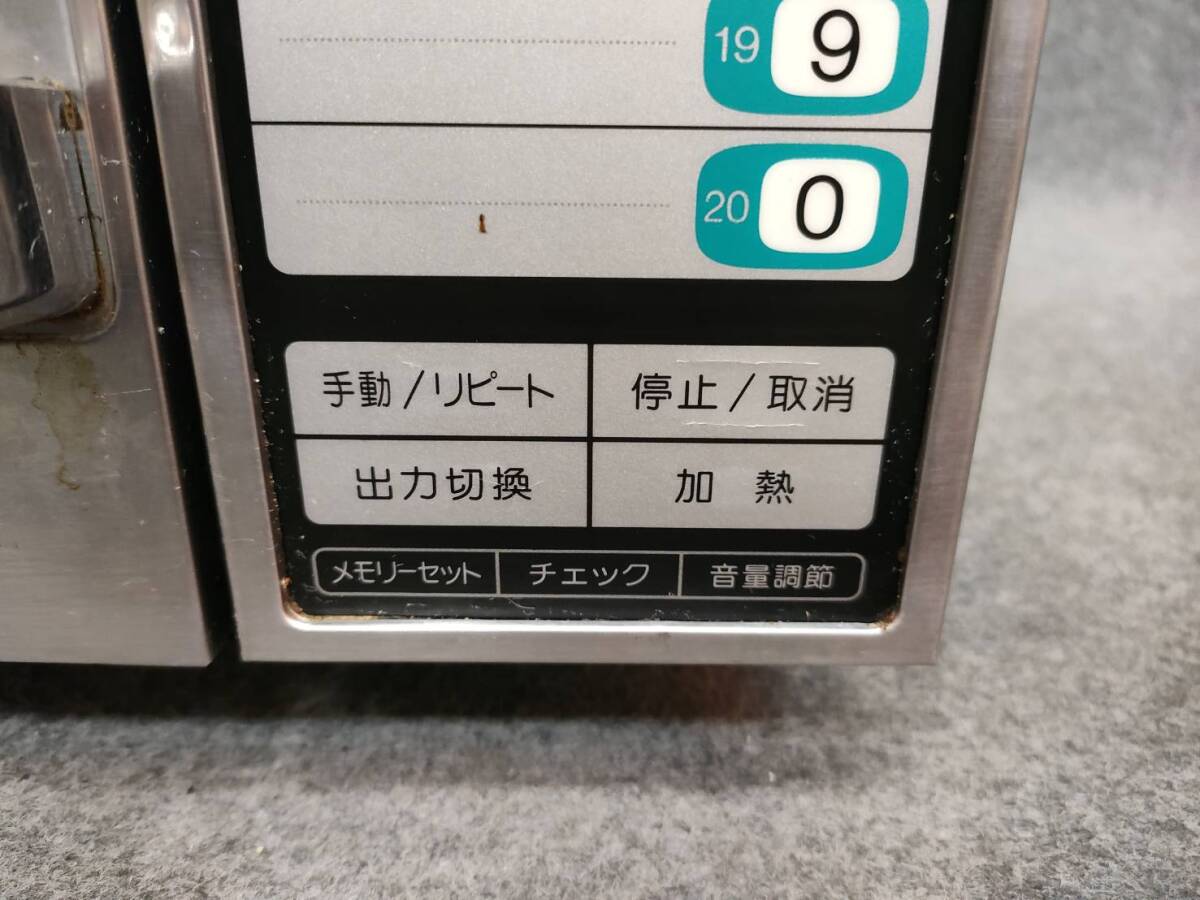 19 9
20 0
手動/リピート 停止/取消
出力切換 加熱
メモリーセット チェック 音量調節